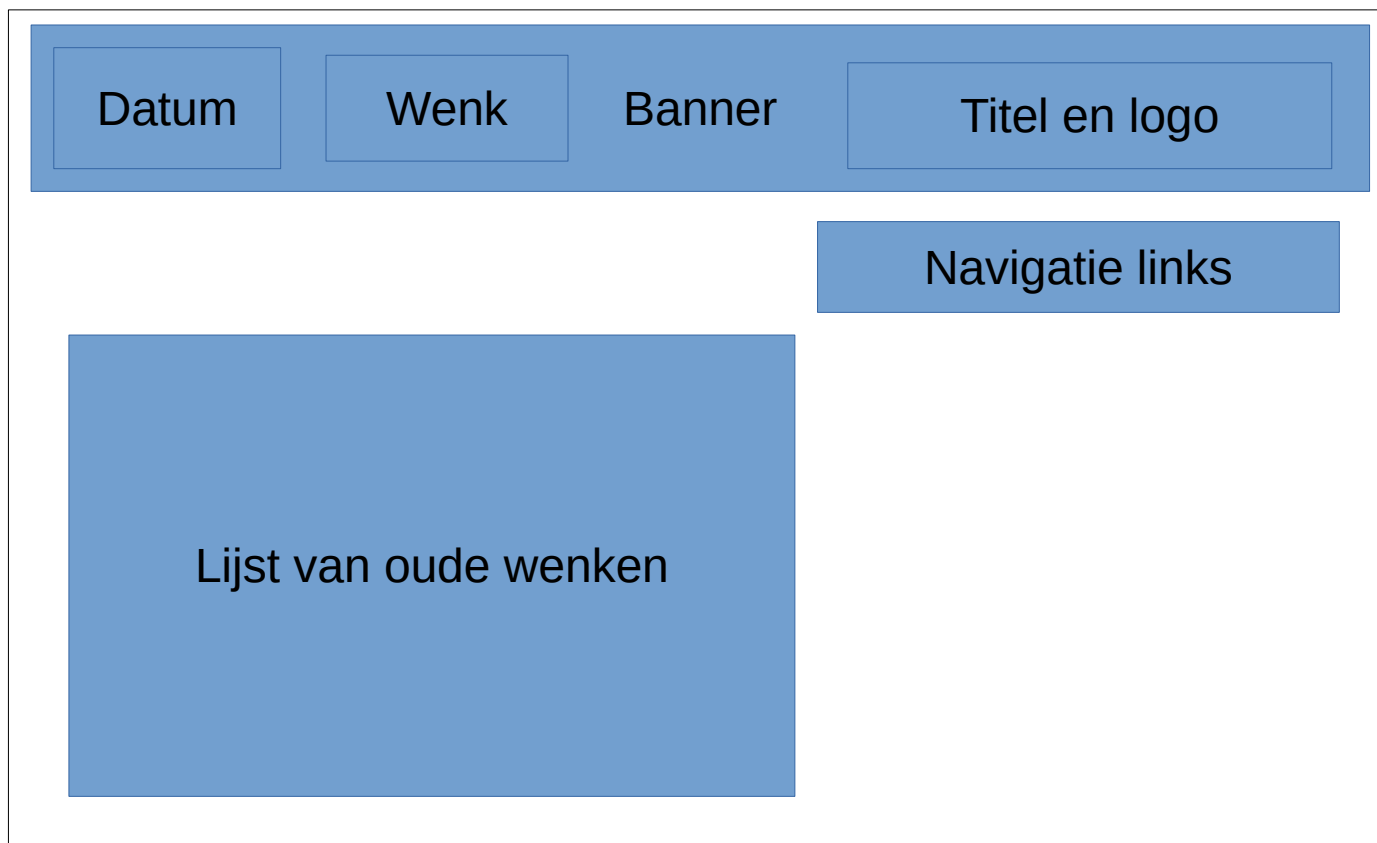 Datum
Wenk
Banner
Titel en logo
Navigatie links
Lijst van oude wenken